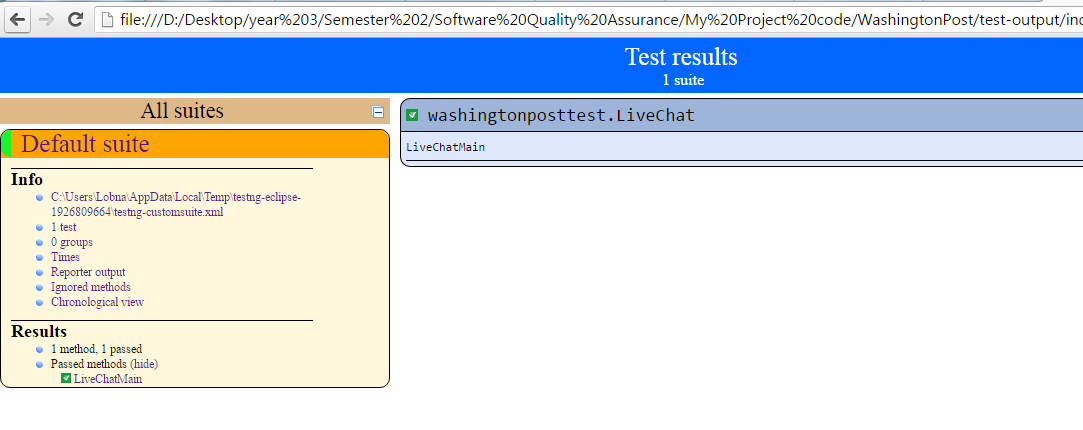 file:///D:/Desktop/year%203/Semester%202/Software%20Quality%20Assurance/My%20Project%20code/WashingtonPost/test-output/ind
Test results
1 suite
All suites
Default suite
Info
C:\Users\Lobna\AppData\Local\Temp\testng-eclipse-
1926809664\testng-customsuite.xml
1 test
0 groups
Times
Reporter output
Ignored methods
Chronological view
Results
1 method, 1 passed
Passed methods (hide)
LiveChatMain
washingtonposttest.LiveChat
LiveChatMain